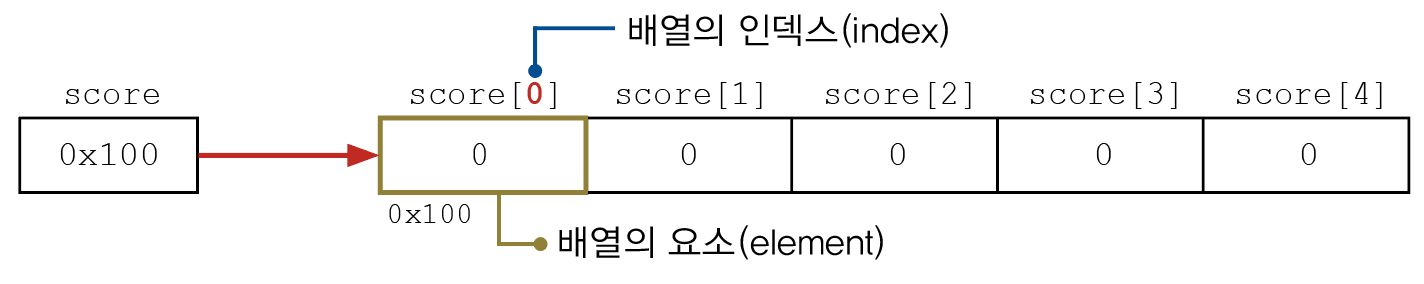 배열의 인덱스(index)
score score[0] score[1] score[2] score[3] score[4]
0x100 0 0 0 0 0
0x100
배열의 요소(element)